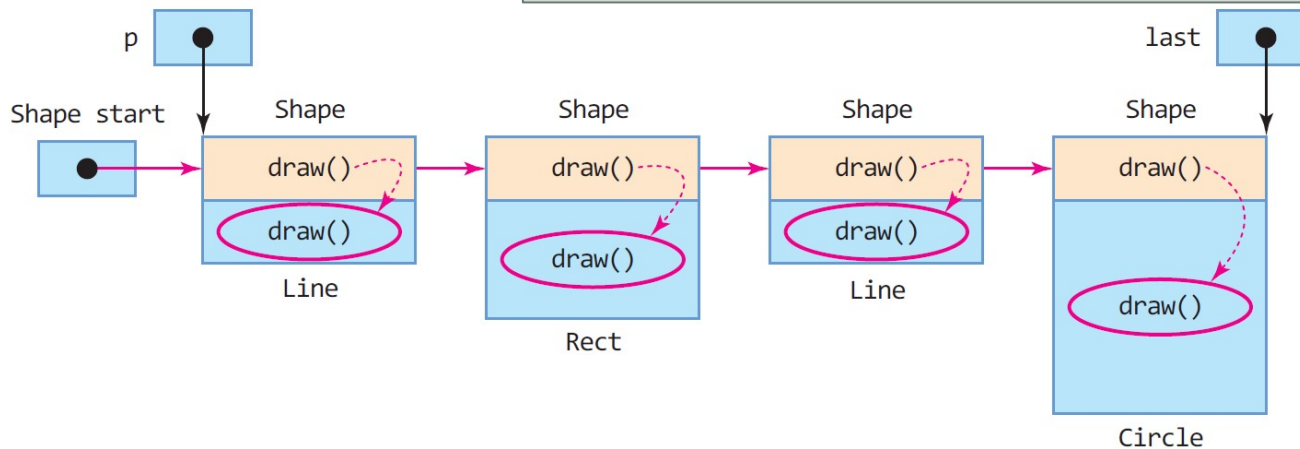 p
last
Shape start
Shape
Shape
Shape
Shape
draw()
draw()
draw()
draw()
draw()
draw()
draw()
draw()
Line
Rect
Line
Circle